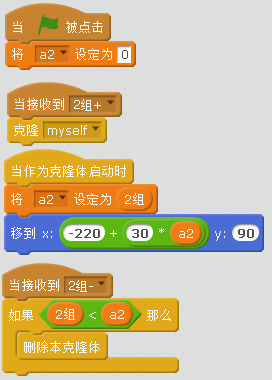 当 被点击
将 a2 设定为 0
当接收到 2组+
克隆 myself
当作为克隆体启动时
将 a2 设定为 2组
移到 x: -220 + 30 * a2 y: 90
当接收到 2组-
如果 2组 < a2 那么
删除本克隆体